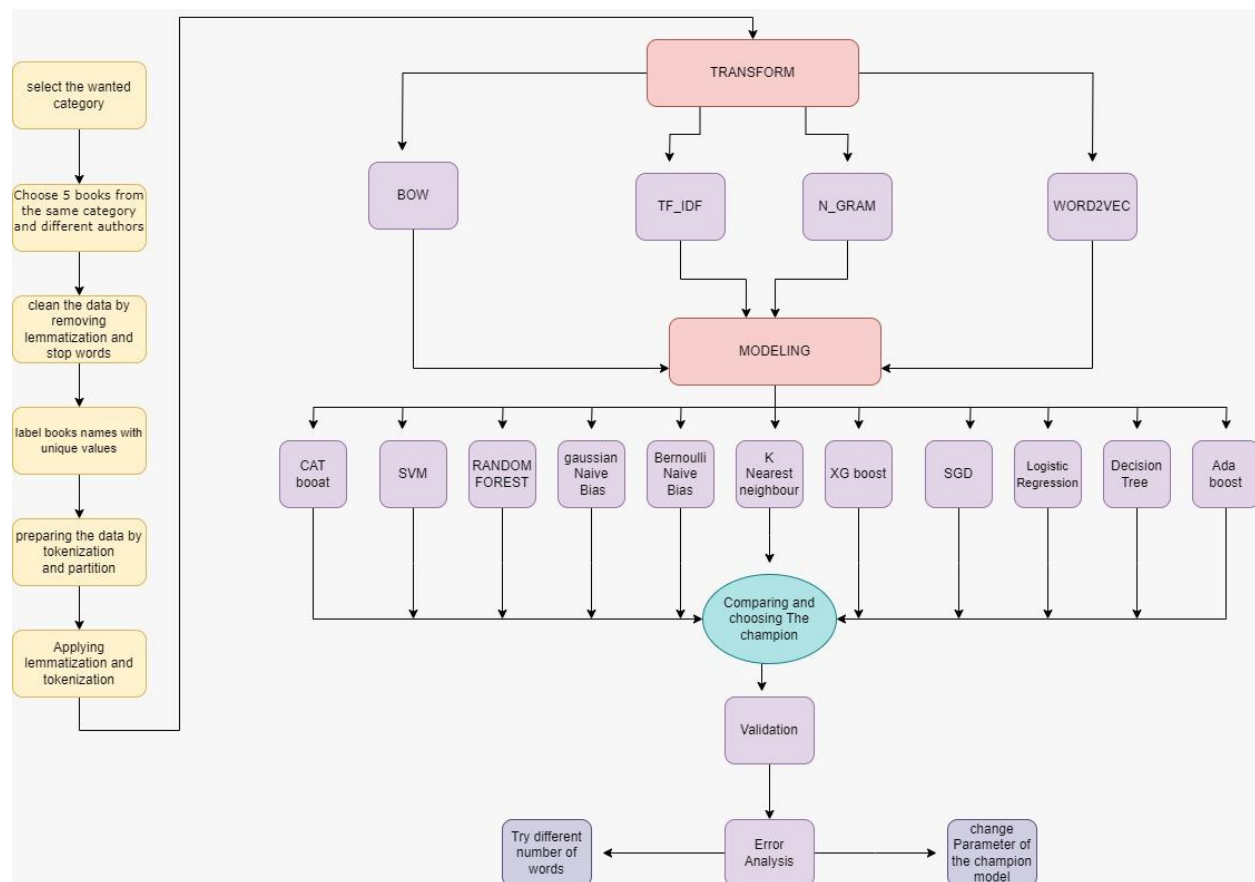 select the wanted
category
Choose 5 books from
the same category
and different authors
clean the data by
removing
lemmatization and
stop words
label books names with
unique values
preparing the data by
tokenization
and partition
Applying
lemmatization and
tokenization
TRANSFORM
BOW
TF_IDF
N_GRAM
WORD2VEC
MODELING
CAT
booat
SVM
RANDOM
FOREST
gaussian
Naive
Bias
Bernoulli
Naive
Bias
K
Nearest
neighbour
XG boost
SGD
Logistic
Regression
Decision
Tree
Ada
boost
Comparing and
choosing The
champion
Validation
Error
Analysis
Try different
number of
words
change
Parameter of
the champion
model